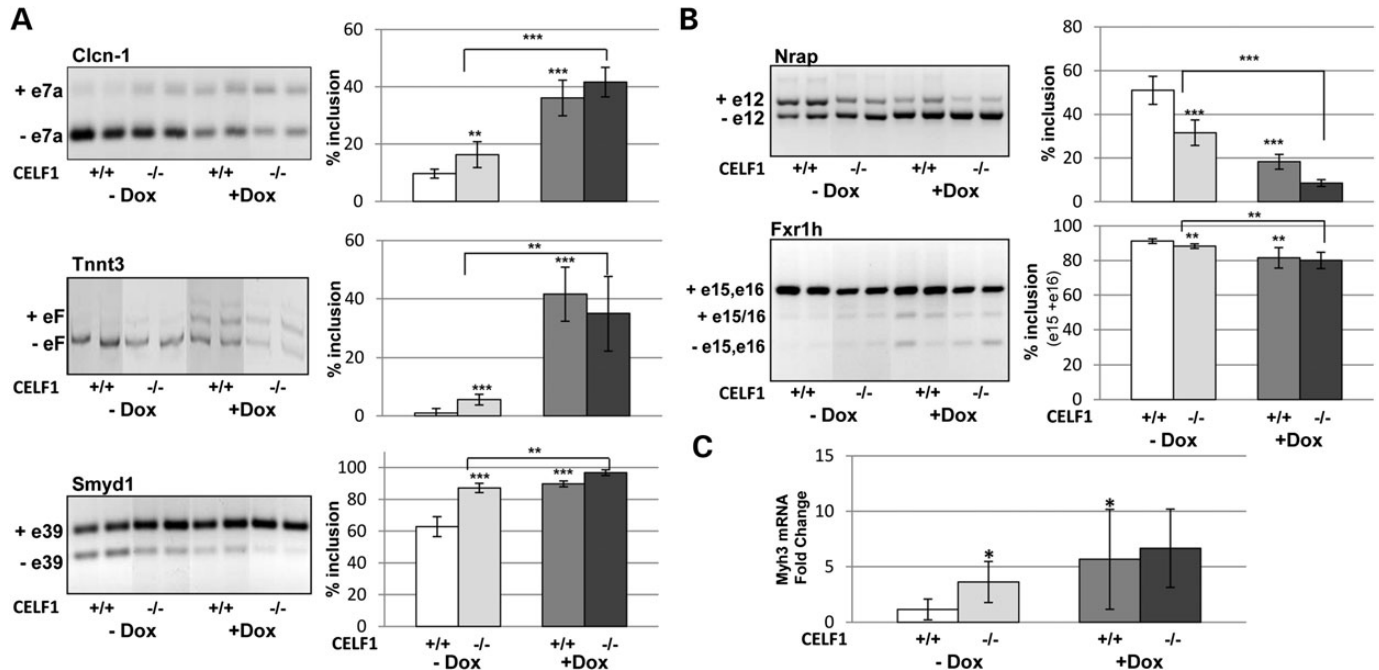 A
Clcn-1
+ e7a
- e7a
CELF1 +/+ -/- +/+ -/-
- Dox +Dox
60
40
20
0
% inclusion
***
**
***
Tnnt3
+ eF
- eF
CELF1 +/+ -/- +/+ -/-
- Dox +Dox
60
40
20
0
% inclusion
**
***
***
Smyd1
+ e39
- e39
CELF1 +/+ -/- +/+ -/-
- Dox +Dox
100
80
60
40
20
0
% inclusion
**
***
***
CELF1 +/+ -/- +/+ -/-
- Dox +Dox
B
Nrap
+ e12
- e12
CELF1 +/+ -/- +/+ -/-
- Dox +Dox
80
60
40
20
0
% inclusion
***
***
***
Fxr1h
+ e15,e16
+ e15/16
- e15,e16
CELF1 +/+ -/- +/+ -/-
- Dox +Dox
100
80
60
40
20
0
% inclusion
(e15 +e16)
**
**
**
CELF1 +/+ -/- +/+ -/-
- Dox +Dox
C
15
10
5
0
Myh3 mRNA
Fold Change
*
*
CELF1 +/+ -/- +/+ -/-
- Dox +Dox